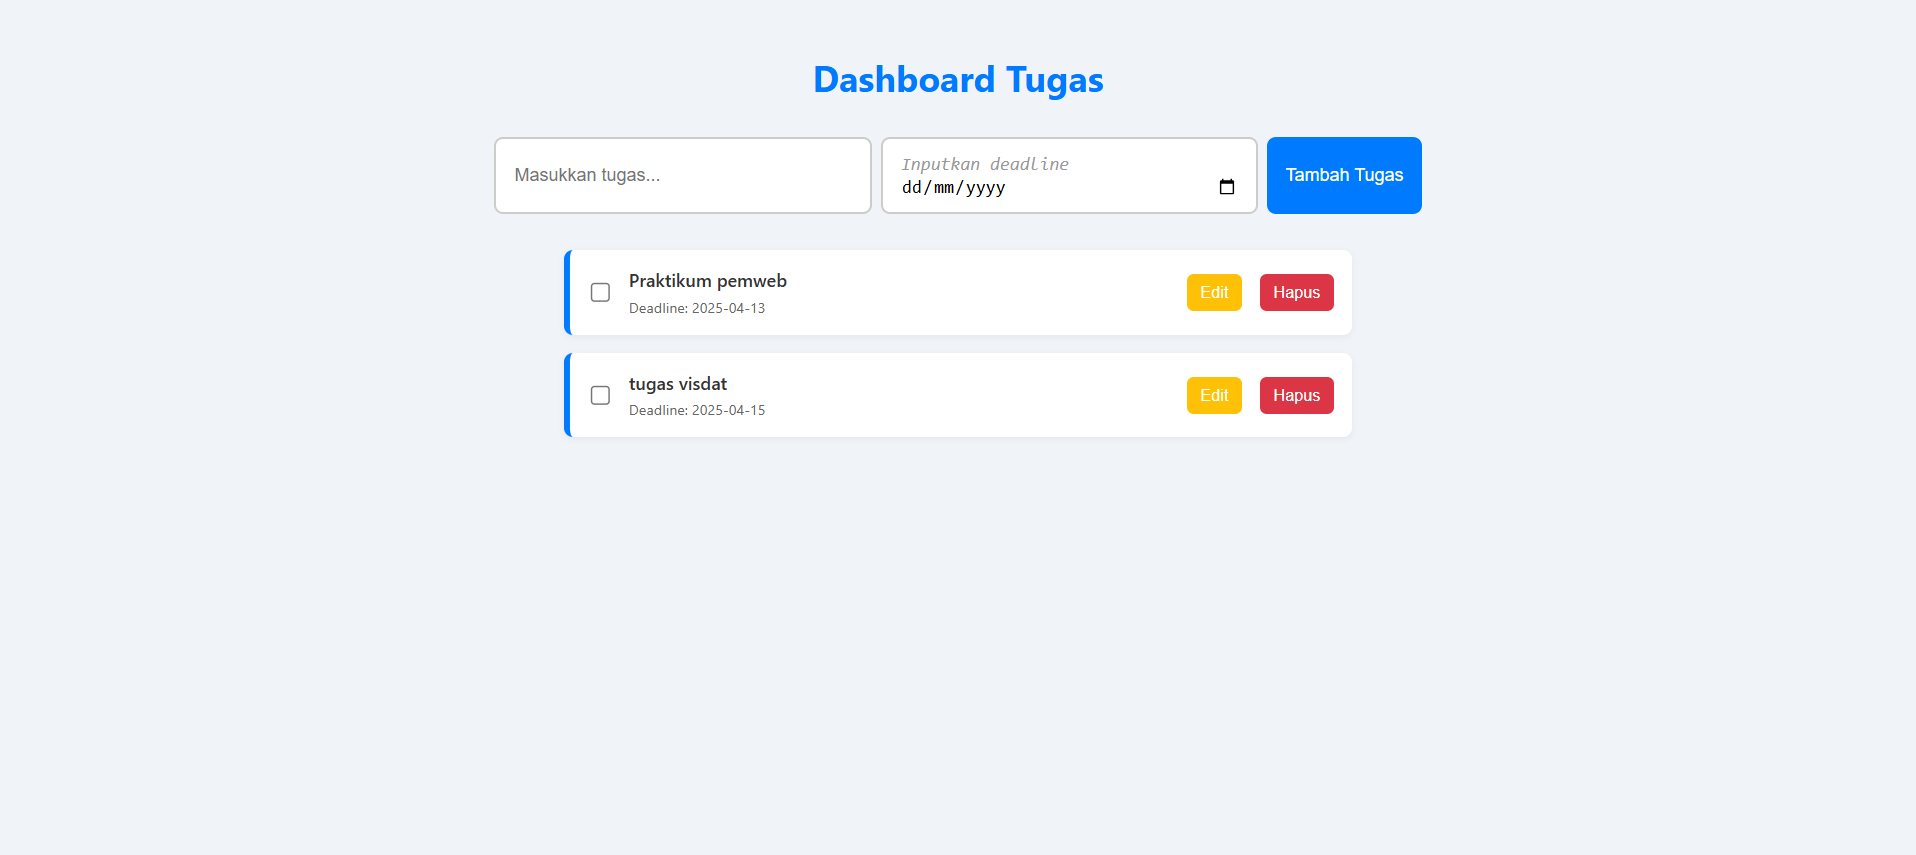 Dashboard Tugas
Masukkan tugas...
Inputkan deadline
dd/mm/yyyy
Tambah Tugas
Praktikum pemweb
Deadline: 2025-04-13
Edit
Hapus
tugas visdat
Deadline: 2025-04-15
Edit
Hapus